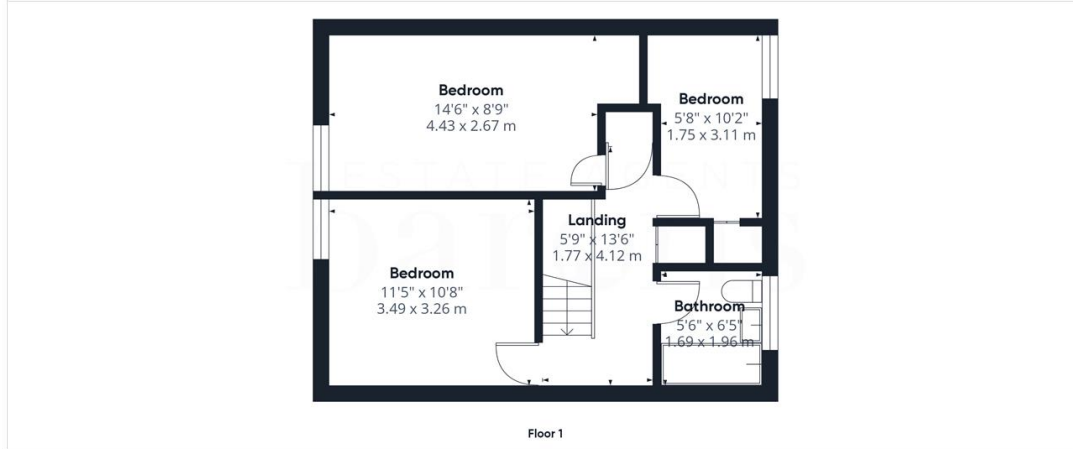 Bedroom
14'6" x 8'9"
4.43 x 2.67 m
Bedroom
5'8" x 10'2"
1.75 x 3.11 m
Landing
5'9" x 13'6"
1.77 x 4.12 m
Bedroom
11'5" x 10'8"
3.49 x 3.26 m
Bathroom
5'6" x 6'5"
1.69 x 1.96 m
ESTATE AGENTS
Floor 1